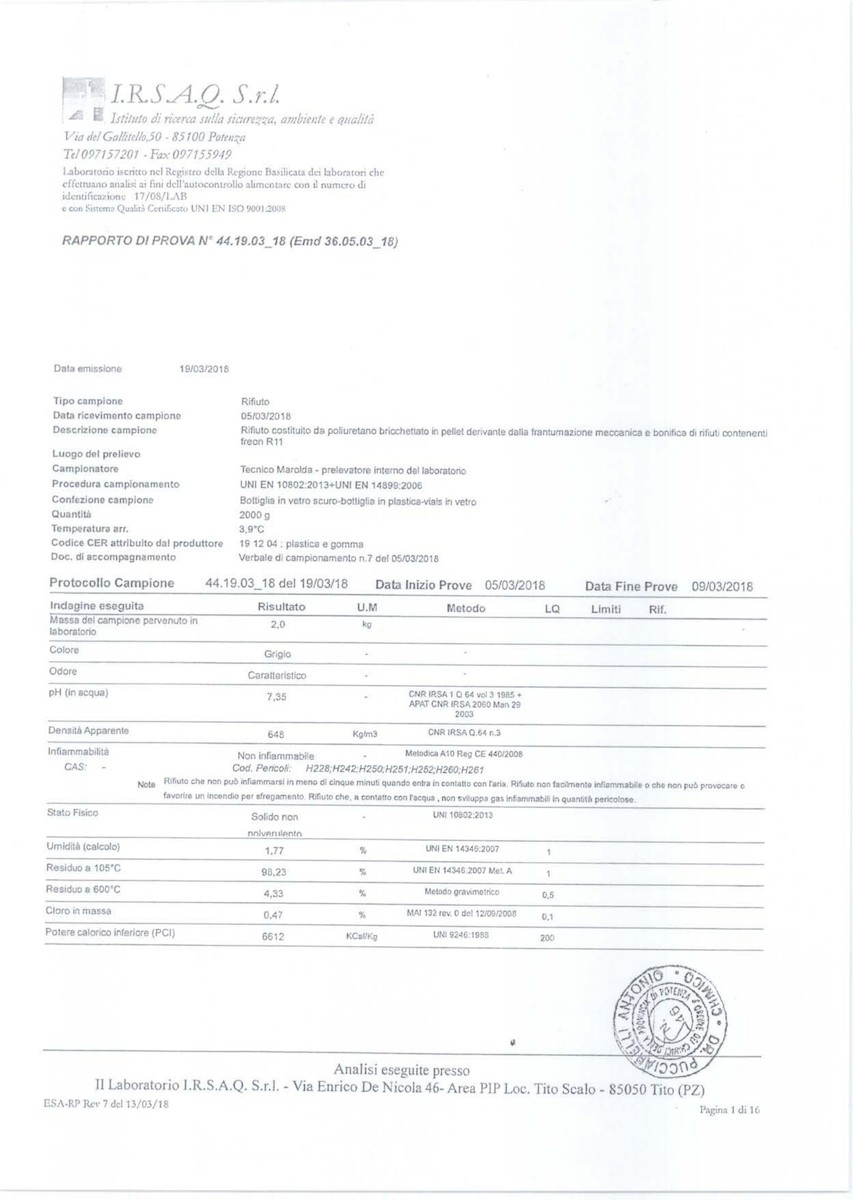 I.R.S.A.Q. S.r.l.
Istituto di ricerca sulla sicurezza, ambiente e qualità
Via del Gallitello,50 - 85100 Potenza
Tel 097157201 - Fax 097155949
Laboratorio iscritto nel Registro della Regione Basilicata dei laboratori che
effettuano analisi ai fini dell'autocontrollo alimentare con il numero di
identificazione 17/08/LAB
e con Sistema Qualità Certificato UNI EN ISO 9001:2008
RAPPORTO DI PROVA N° 44.19.03_18 (Emd 36.05.03_18)
Data emissione 19/03/2018
Tipo campione Rifiuto
Data ricevimento campione 05/03/2018
Descrizione campione Rifiuto costituito da poliuretano bricchettato in pellet derivante dalla frantumazione meccanica e bonifica di rifiuti contenenti
freon R11
Luogo del prelievo
Campionatore Tecnico Marolda - prelevatore interno del laboratorio
Procedura campionamento UNI EN 10802:2013+UNI EN 14899:2006
Confezione campione Bottiglia in vetro scuro-bottiglia in plastica-vials in vetro
Quantità 2000 g
Temperatura arr. 3,9°C
Codice CER attribuito dal produttore 19 12 04 : plastica e gomma
Doc. di accompagnamento Verbale di campionamento n.7 del 05/03/2018
Protocollo Campione 44.19.03_18 del 19/03/18 Data Inizio Prove 05/03/2018 Data Fine Prove 09/03/2018
Indagine eseguita Risultato U.M Metodo LQ Limiti Rif.
Massa del campione pervenuto in
laboratorio 2,0 kg
Colore Grigio - -
Odore Caratteristico - -
pH (in acqua) 7,35 - CNR IRSA 1 Q 64 vol 3 1985 +
APAT CNR IRSA 2060 Man 29
2003
Densità Apparente 648 Kg/m3 CNR IRSA Q.64 n.3
Infiammabilità Non infiammabile - Metodica A10 Reg CE 440/2008
CAS: - Cod. Pericoli: H228;H242;H250;H251;H252;H260;H261
Note Rifiuto che non può infiammarsi in meno di cinque minuti quando entra in contatto con l'aria. Rifiuto non facilmente infiammabile o che non può provocare o
favorire un incendio per sfregamento. Rifiuto che, a contatto con l'acqua , non sviluppa gas infiammabili in quantità pericolose.
Stato Fisico Solido non - UNI 10802:2013
polverulento
Umidità (calcolo) 1,77 % UNI EN 14346:2007 1
Residuo a 105°C 98,23 % UNI EN 14346:2007 Met. A 1
Residuo a 600°C 4,33 % Metodo gravimetrico 0,5
Cloro in massa 0,47 % MAI 132 rev. 0 del 12/09/2008 0,1
Potere calorico inferiore (PCI) 6612 KCal/Kg UNI 9246:1988 200
DR. PUCCIARELLI ANTONIO • CHIMICO
N. 46
Analisi eseguite presso
Il Laboratorio I.R.S.A.Q. S.r.l. - Via Enrico De Nicola 46- Area PIP Loc. Tito Scalo - 85050 Tito (PZ)
ESA-RP Rev 7 del 13/03/18 Pagina 1 di 16